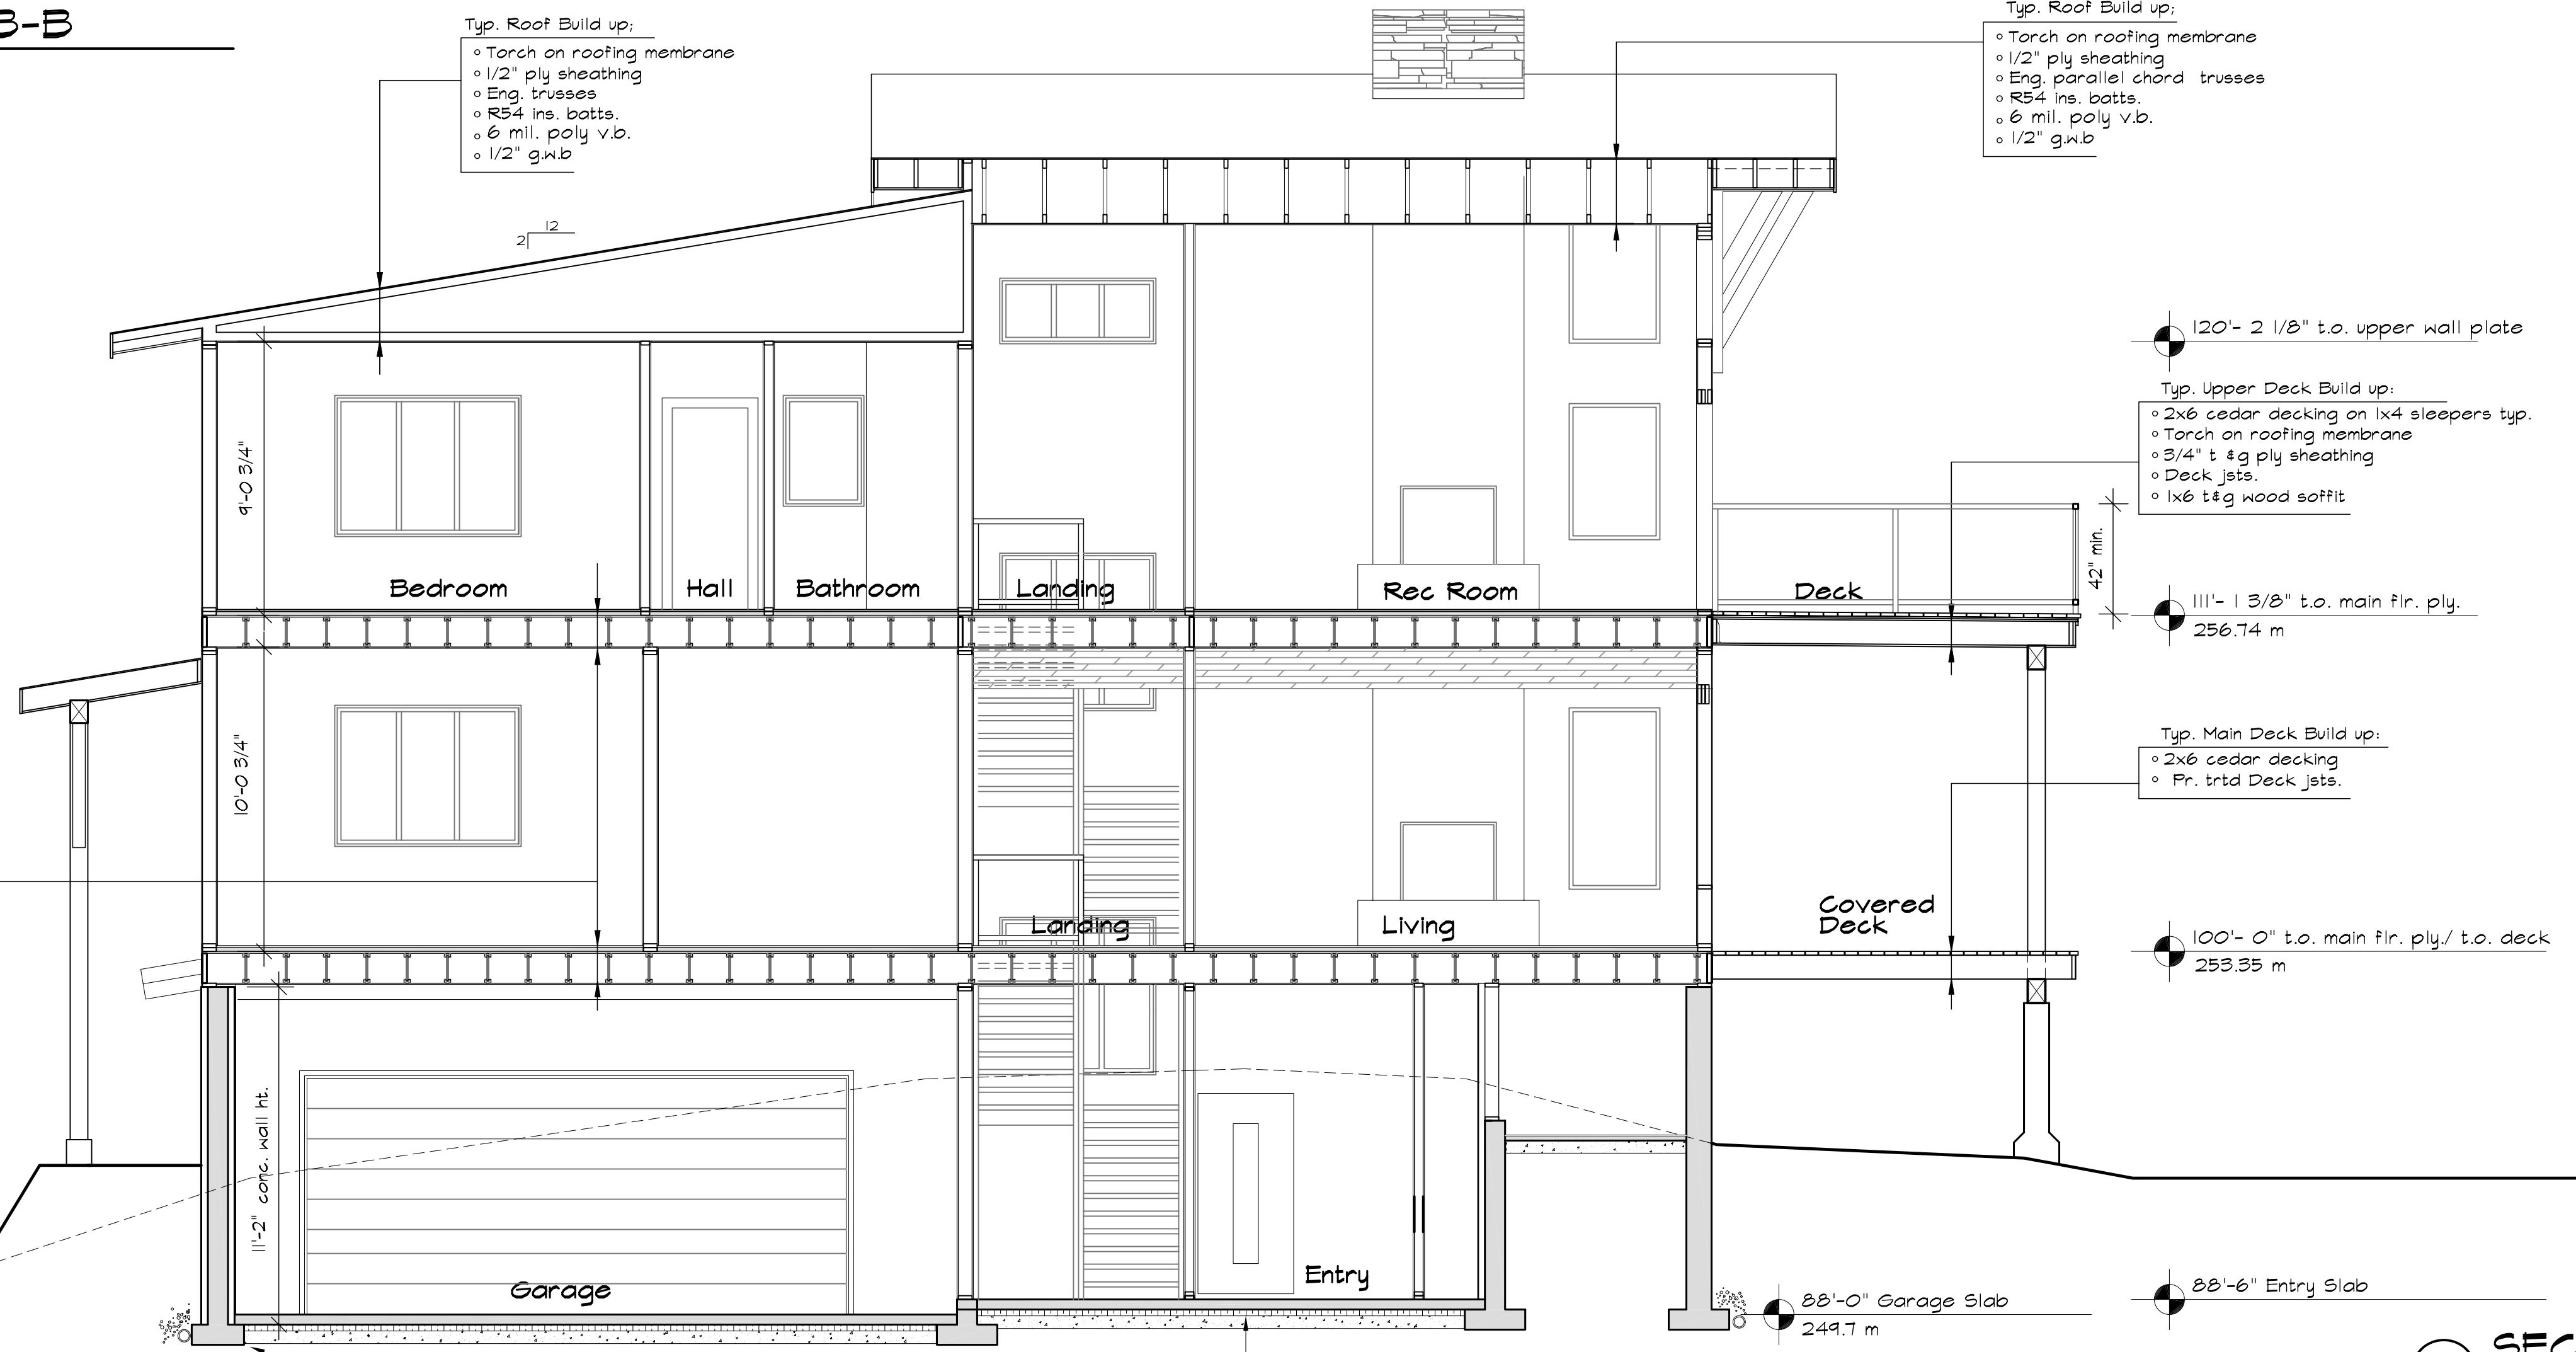 B-B
Typ. Roof Build up;
Torch on roofing membrane
1/2" ply sheathing
Eng. trusses
R54 ins. batts.
6 mil. poly v.b.
1/2" g.w.b
Typ. Roof Build up;
Torch on roofing membrane
1/2" ply sheathing
Eng. parallel chord trusses
R54 ins. batts.
6 mil. poly v.b.
1/2" g.w.b
12
2
120'- 2 1/8" t.o. upper wall plate
Typ. Upper Deck Build up:
2x6 cedar decking on 1x4 sleepers typ.
Torch on roofing membrane
3/4" t &g ply sheathing
Deck jsts.
1x6 t&g wood soffit
9'-0 3/4"
42" min.
Bedroom
Hall
Bathroom
Landing
Rec Room
Deck
111'- 1 3/8" t.o. main flr. ply.
256.74 m
Typ. Main Deck Build up:
2x6 cedar decking
Pr. trtd Deck jsts.
10'-0 3/4"
Landing
Living
Covered
Deck
100'- 0" t.o. main flr. ply./ t.o. deck
253.35 m
11'-2" conc. wall ht.
Garage
Entry
88'-0" Garage Slab
249.7 m
88'-6" Entry Slab